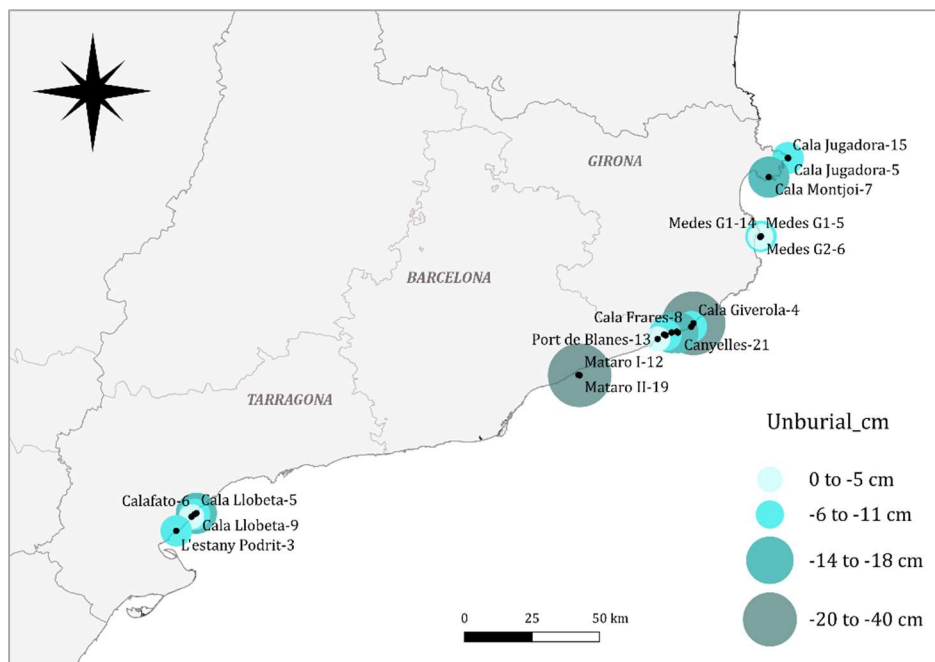 Cala Jugadora-15
GIRONA
Cala Jugadora-5
Cala Montjoi-7
Medes G1-14 Medes G1-5
Medes G2-6
BARCELONA
Cala Giverola-4
Cala Frares-8
Port de Blanes-13
Canyelles-21
Mataro I-12
Mataro II-19
TARRAGONA
Unburial_cm
0 to -5 cm
-6 to -11 cm
-14 to -18 cm
-20 to -40 cm
Calafato-6 Cala Llobeta-5
Cala Llobeta-9
L'estany Podrit-3
0 25 50 km